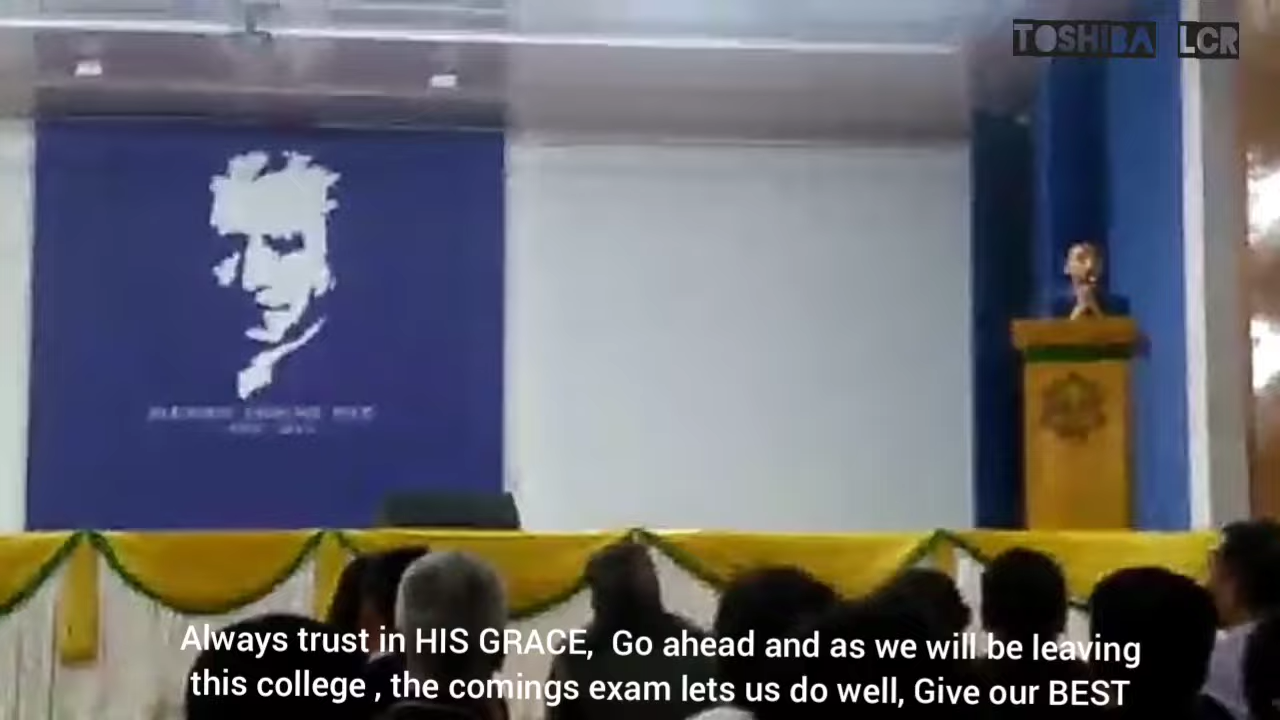 TOSHIBA LCR
Always trust in HIS GRACE, Go ahead and as we will be leaving
this college , the comings exam lets us do well, Give our BEST